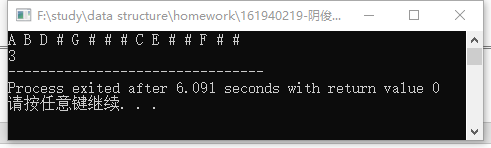 F:\study\data structure\homework\161940219-阴俊...
A B D # G # # # C E # # F # #
3
--------------------------------
Process exited after 6.091 seconds with return value 0
请按任意键继续. . .